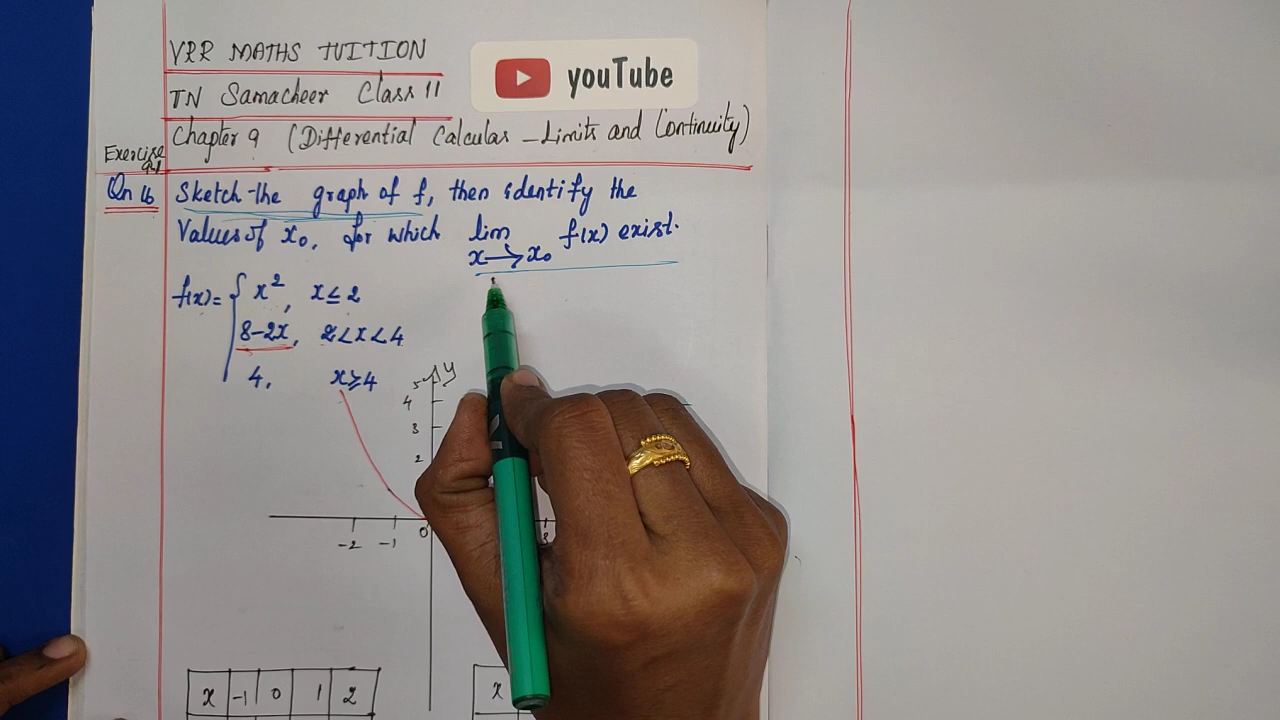 VRR MATHS TUITION
youTube
TN Samacheer Class 11
Chapter 9 (Differential Calculas – Limits and Continuity)
Exercise 9.1
Qn 16 Sketch the graph of f, then identify the
Values of x₀, for which lim f(x) exist.
x→x₀
f(x) = { x², x ≤ 2
8-2x, 2<x<4
4, x≥4
y
5
4
3
2
0
-2 -1 3
x -1 0 1 2
x